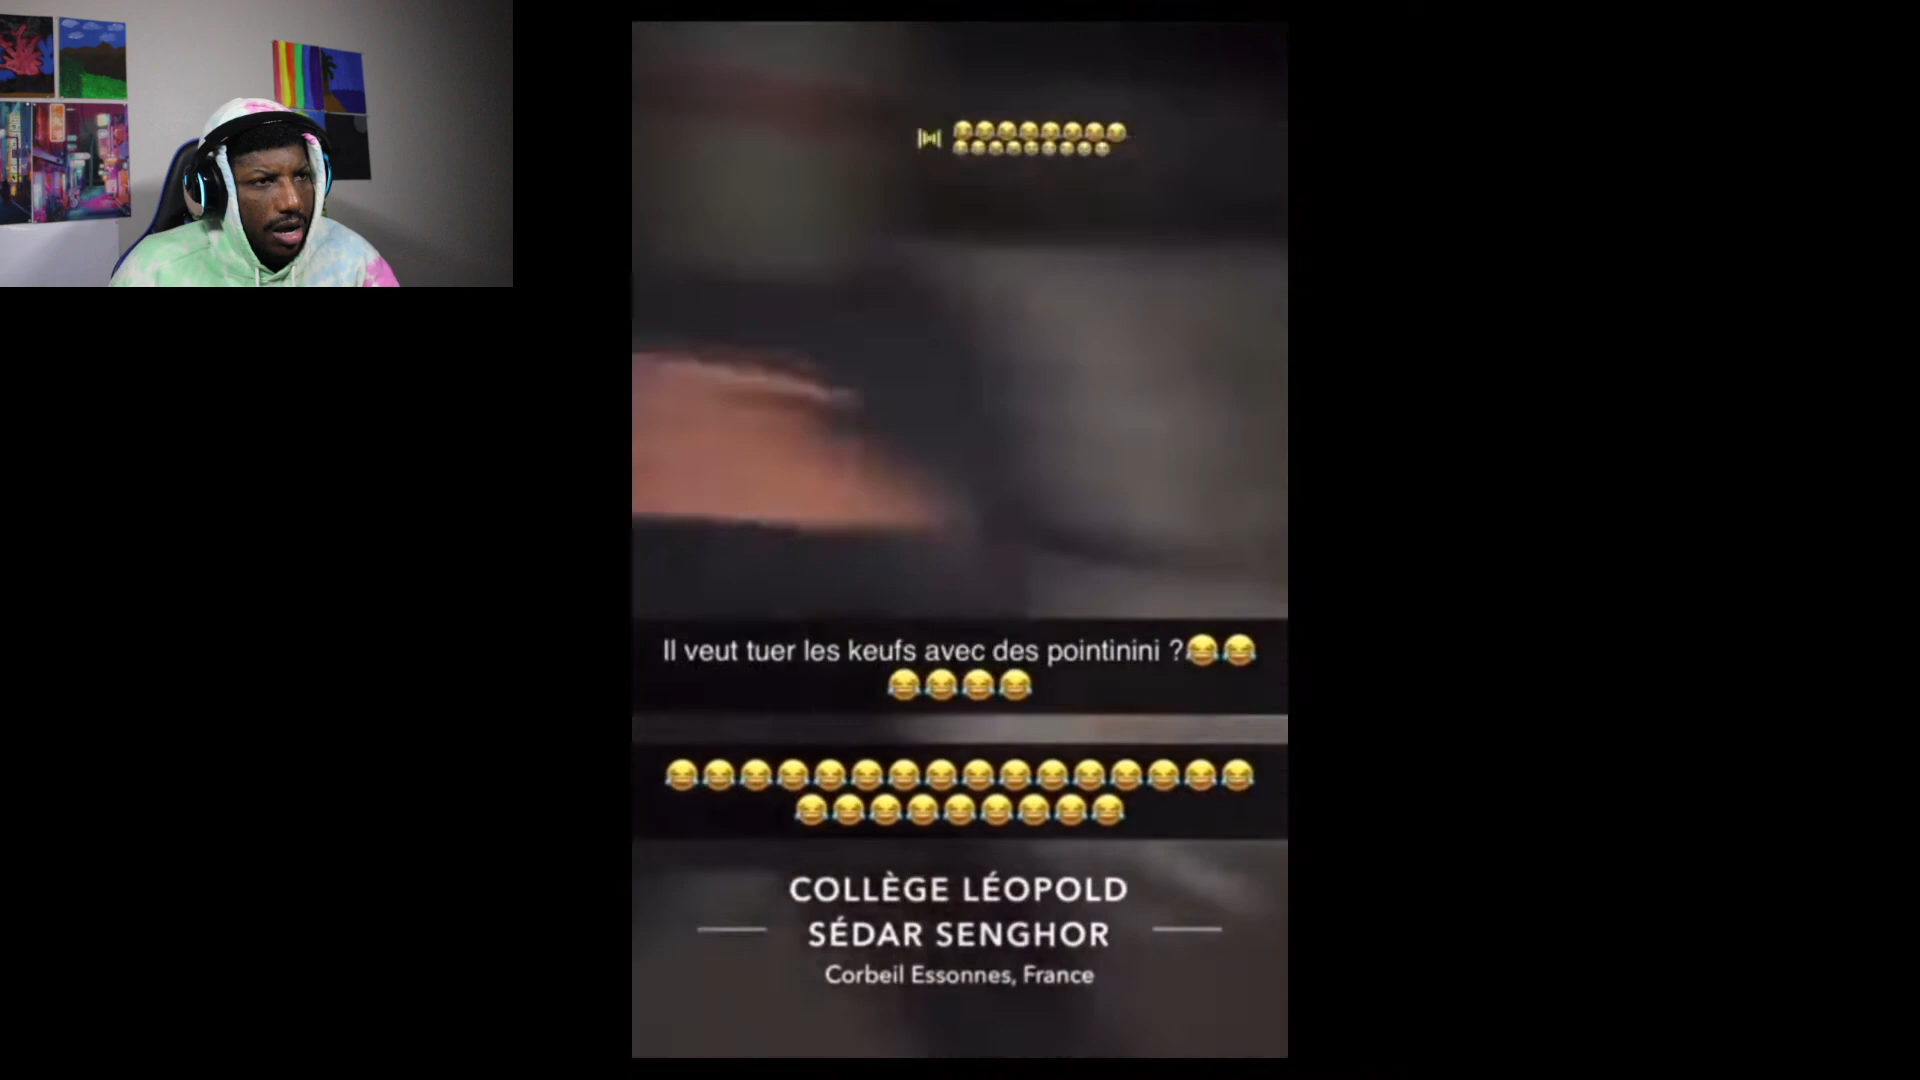 😂😂😂😂😂😂😂😂
😂😂😂😂😂😂😂😂😂
Il veut tuer les keufs avec des pointinini ?😂😂
😂😂😂😂
😂😂😂😂😂😂😂😂😂😂😂😂😂😂😂😂
😂😂😂😂😂😂😂😂😂
COLLÈGE LÉOPOLD
SÉDAR SENGHOR
Corbeil Essonnes, France